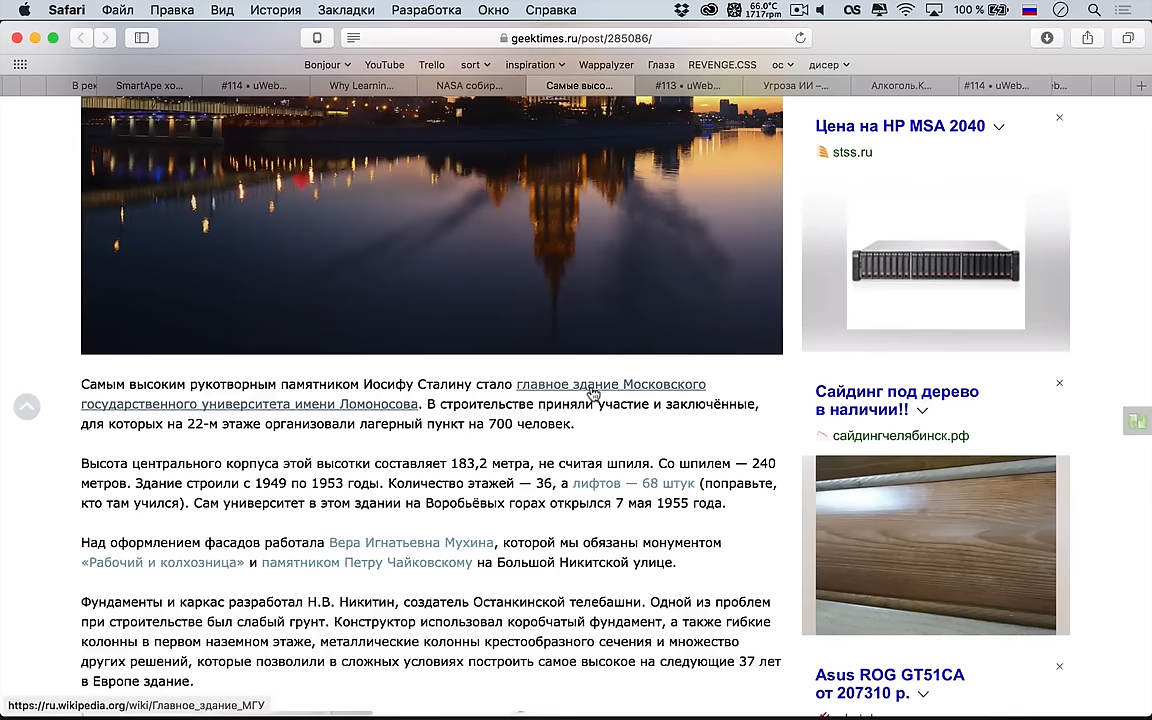 Safari Файл Правка Вид История Закладки Разработка Окно Справка 66.0°C 1717rpm 100 %
geektimes.ru/post/285086/
Bonjour YouTube Trello sort inspiration Wappalyzer Глаза REVENGE.CSS ос дисер
В рек SmartApe хо... #114 • uWeb... Why Learnin... NASA собир... Самые высо... #113 • uWeb... Угроза ИИ –... Алкоголь.К... #114 • uWeb...
Цена на HP MSA 2040
stss.ru
Самым высоким рукотворным памятником Иосифу Сталину стало главное здание Московского
государственного университета имени Ломоносова. В строительстве приняли участие и заключённые,
для которых на 22-м этаже организовали лагерный пункт на 700 человек.
Сайдинг под дерево
в наличии!!
сайдингчелябинск.рф
Высота центрального корпуса этой высотки составляет 183,2 метра, не считая шпиля. Со шпилем — 240
метров. Здание строили с 1949 по 1953 годы. Количество этажей — 36, а лифтов — 68 штук (поправьте,
кто там учился). Сам университет в этом здании на Воробьёвых горах открылся 7 мая 1955 года.
Над оформлением фасадов работала Вера Игнатьевна Мухина, которой мы обязаны монументом
«Рабочий и колхозница» и памятником Петру Чайковскому на Большой Никитской улице.
Фундаменты и каркас разработал Н.В. Никитин, создатель Останкинской телебашни. Одной из проблем
при строительстве был слабый грунт. Конструктор использовал коробчатый фундамент, а также гибкие
колонны в первом наземном этаже, металлические колонны крестообразного сечения и множество
других решений, которые позволили в сложных условиях построить самое высокое на следующие 37 лет
в Европе здание.
Asus ROG GT51CA
от 207310 р.
https://ru.wikipedia.org/wiki/Главное_здание_МГУ